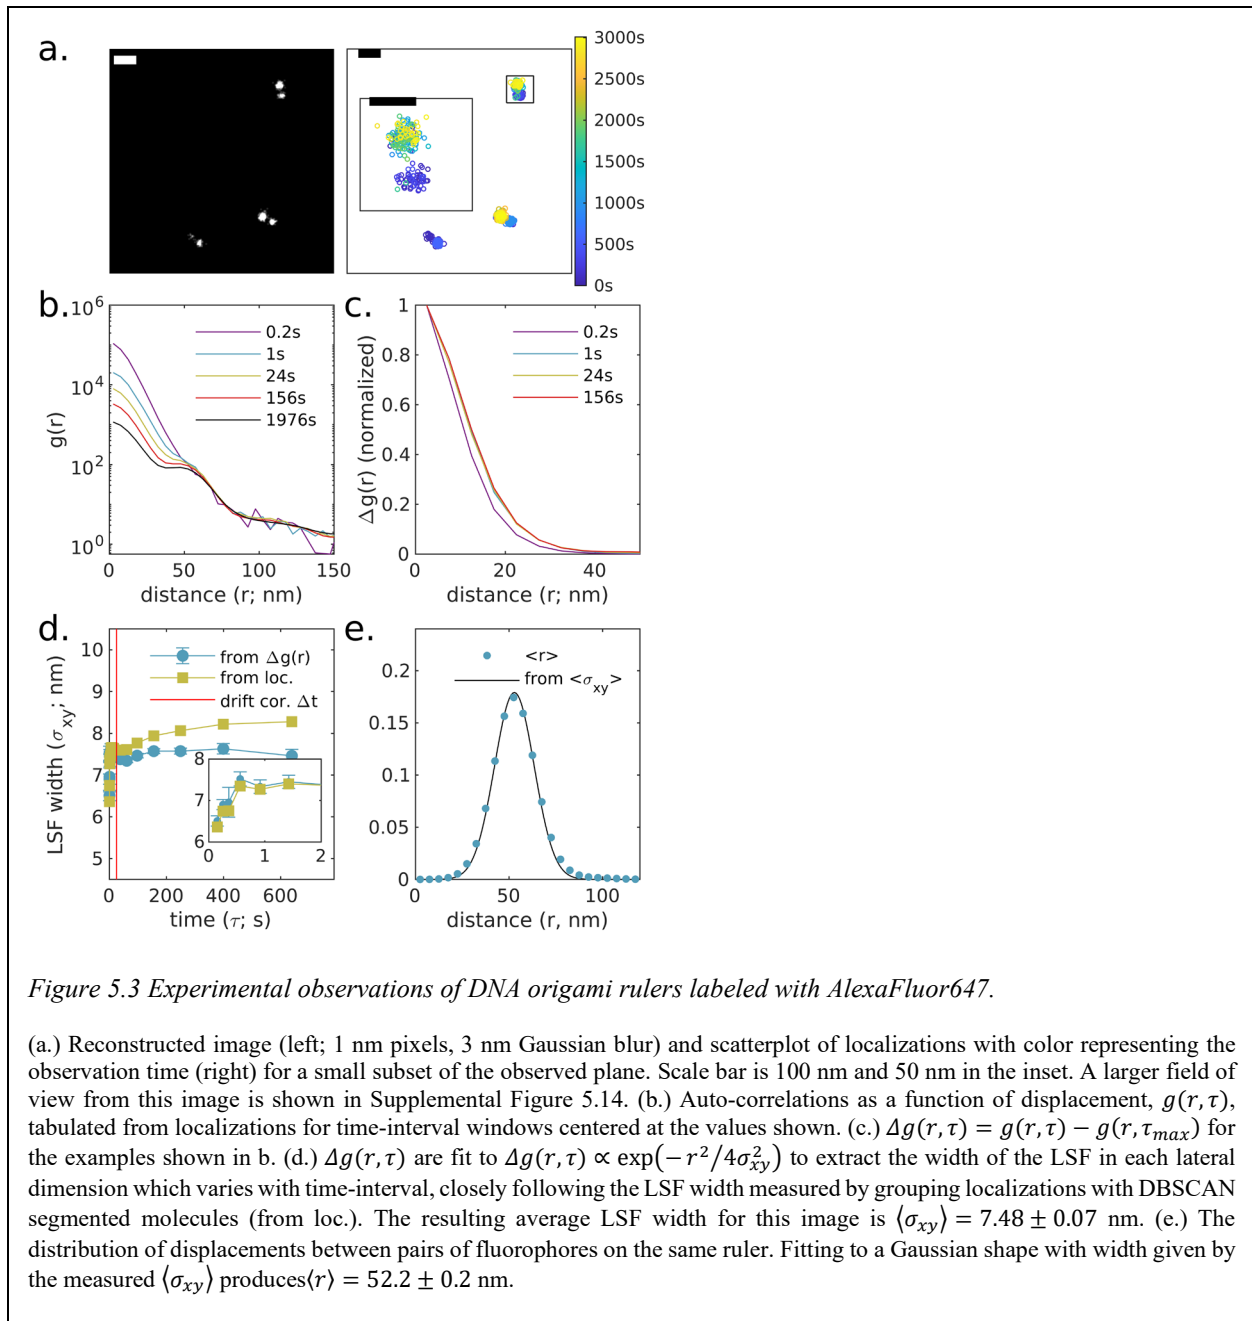 a.
3000s
2500s
2000s
1500s
1000s
500s
0s
b.
10^6
10^4
10^2
10^0
g(r)
0.2s
1s
24s
156s
1976s
0
50
100
150
distance (r; nm)
c.
1
0.8
0.6
0.4
0.2
0
Δg(r) (normalized)
0.2s
1s
24s
156s
0
20
40
distance (r; nm)
d.
10
9
8
7
6
5
LSF width (σ_xy; nm)
from Δg(r)
from loc.
drift cor. Δt
8
7
6
0
1
2
0
200
400
600
time (τ; s)
e.
0.2
0.15
0.1
0.05
0
<r>
from <σ_xy>
0
50
100
distance (r, nm)
Figure 5.3 Experimental observations of DNA origami rulers labeled with AlexaFluor647.
(a.) Reconstructed image (left; 1 nm pixels, 3 nm Gaussian blur) and scatterplot of localizations with color representing the
observation time (right) for a small subset of the observed plane. Scale bar is 100 nm and 50 nm in the inset. A larger field of
view from this image is shown in Supplemental Figure 5.14. (b.) Auto-correlations as a function of displacement, g(r, τ),
tabulated from localizations for time-interval windows centered at the values shown. (c.) Δg(r, τ) = g(r, τ) − g(r, τ_max) for
the examples shown in b. (d.) Δg(r, τ) are fit to Δg(r, τ) ∝ exp(−r²/4σ²_xy) to extract the width of the LSF in each lateral
dimension which varies with time-interval, closely following the LSF width measured by grouping localizations with DBSCAN
segmented molecules (from loc.). The resulting average LSF width for this image is ⟨σ_xy⟩ = 7.48 ± 0.07 nm. (e.) The
distribution of displacements between pairs of fluorophores on the same ruler. Fitting to a Gaussian shape with width given by
the measured ⟨σ_xy⟩ produces⟨r⟩ = 52.2 ± 0.2 nm.